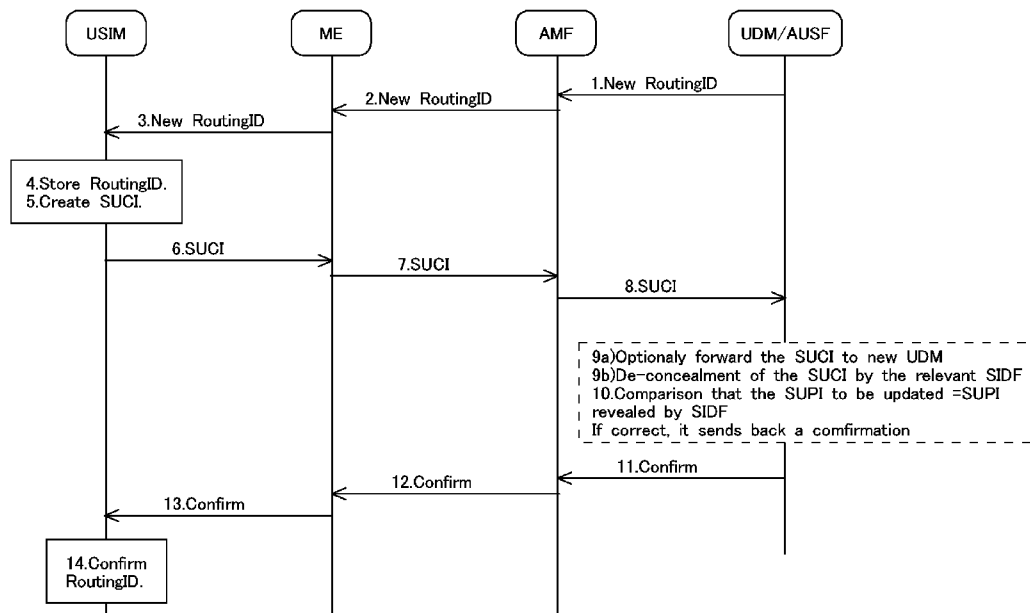 USIM
ME
AMF
UDM/AUSF
1.New RoutingID
2.New RoutingID
3.New RoutingID
4.Store RoutingID.
5.Create SUCI.
6.SUCI
7.SUCI
8.SUCI
9a)Optionaly forward the SUCI to new UDM
9b)De-concealment of the SUCI by the relevant SIDF
10.Comparison that the SUPI to be updated =SUPI
revealed by SIDF
If correct, it sends back a comfirmation
11.Confirm
12.Confirm
13.Confirm
14.Confirm
RoutingID.